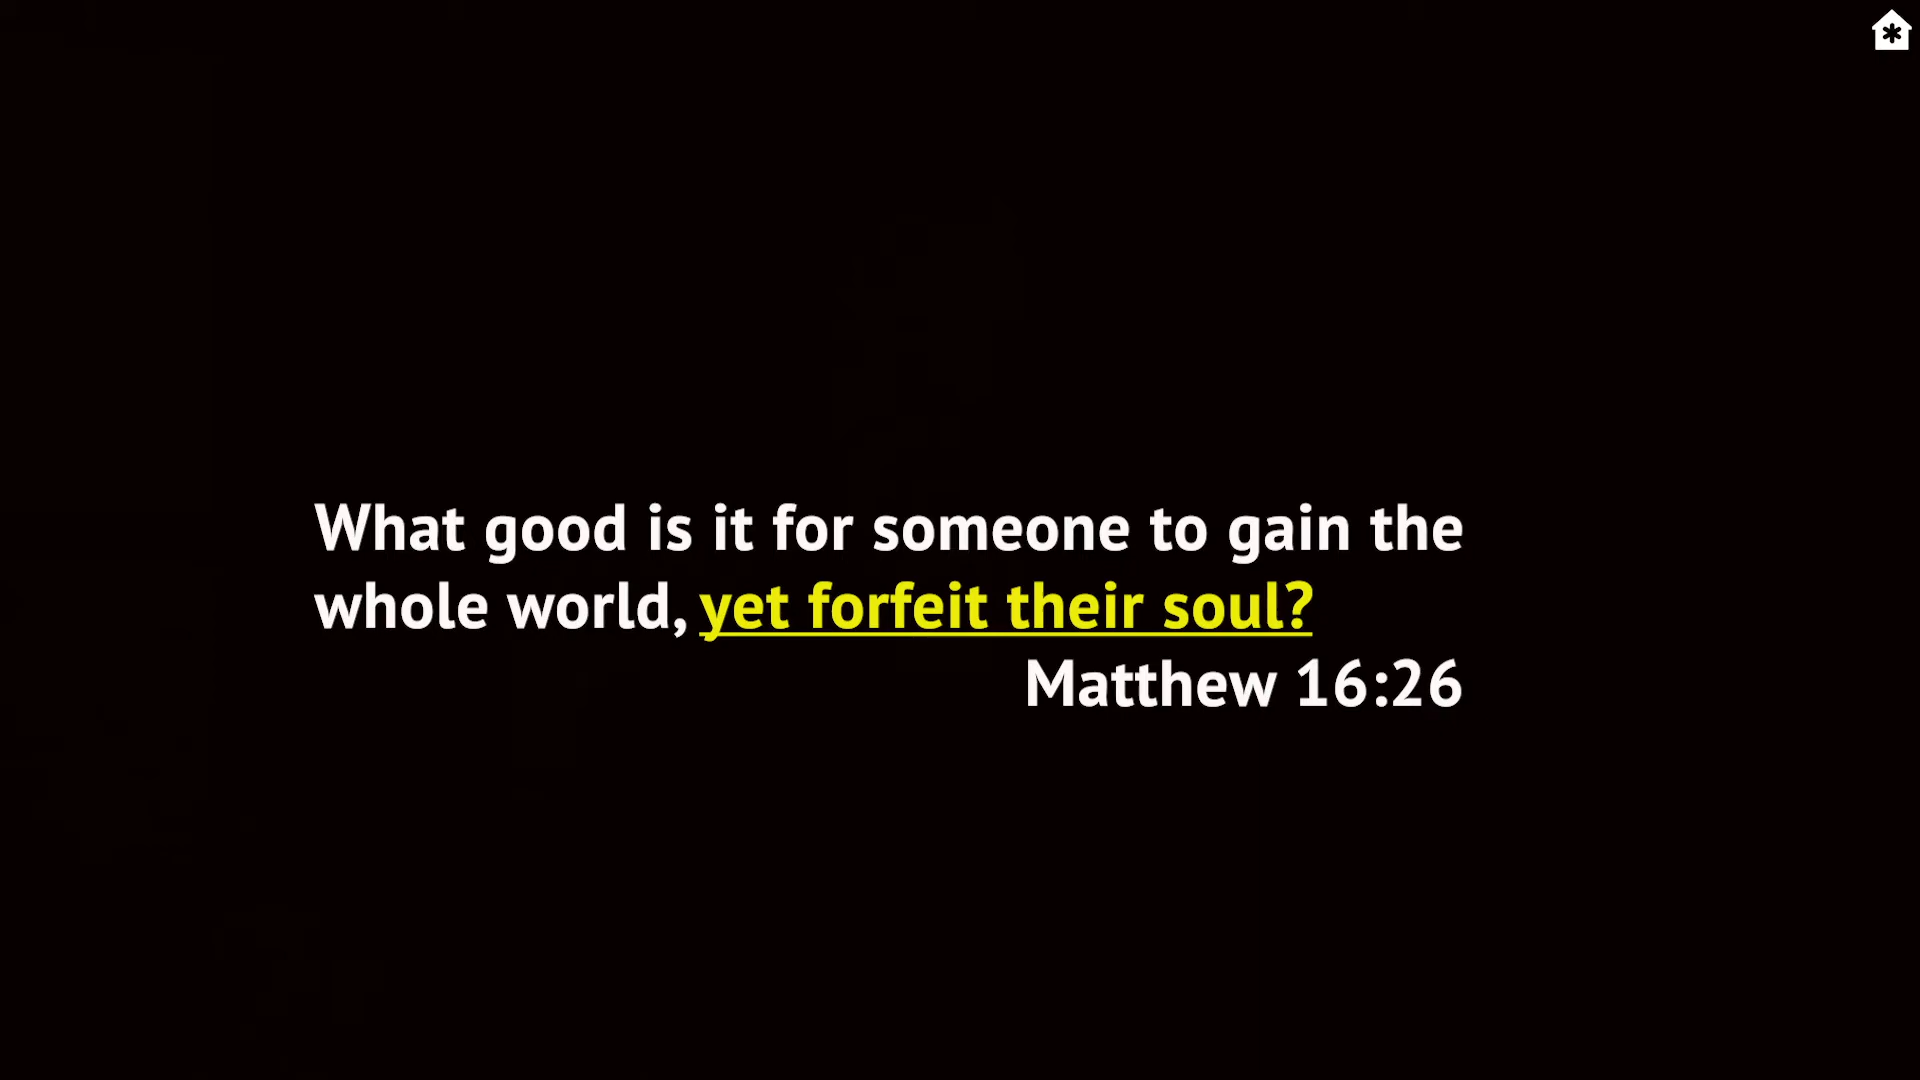 What good is it for someone to gain the
whole world, yet forfeit their soul?
Matthew 16:26